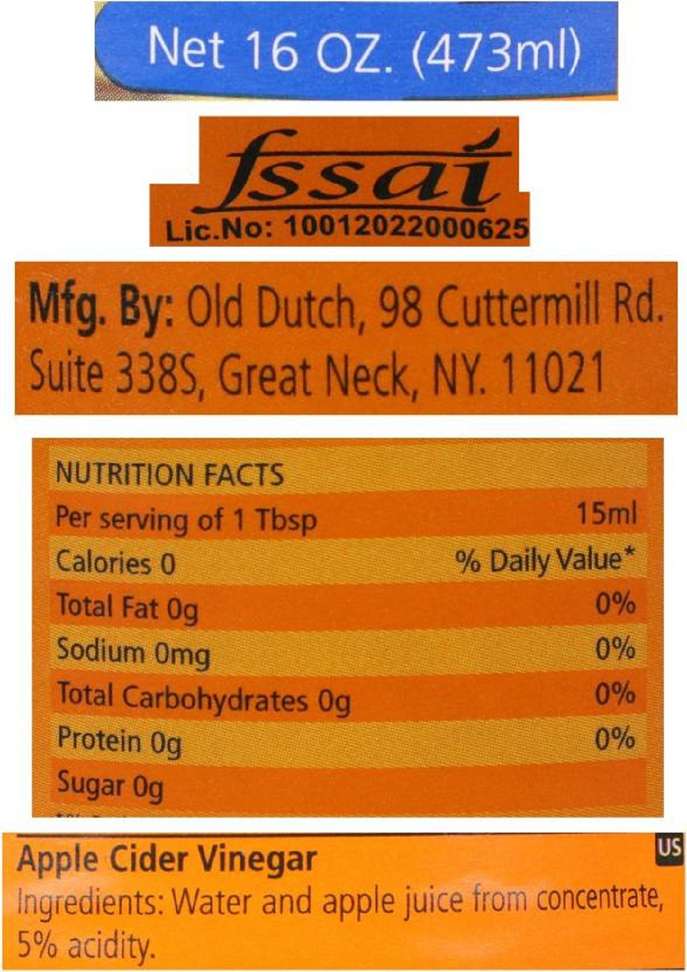 Net 16 OZ. (473ml)
fssai
Lic.No: 10012022000625
Mfg. By: Old Dutch, 98 Cuttermill Rd.
Suite 338S, Great Neck, NY. 11021
NUTRITION FACTS
Per serving of 1 Tbsp 15ml
Calories 0 % Daily Value*
Total Fat 0g 0%
Sodium 0mg 0%
Total Carbohydrates 0g 0%
Protein 0g 0%
Sugar 0g
Apple Cider Vinegar US
Ingredients: Water and apple juice from concentrate,
5% acidity.